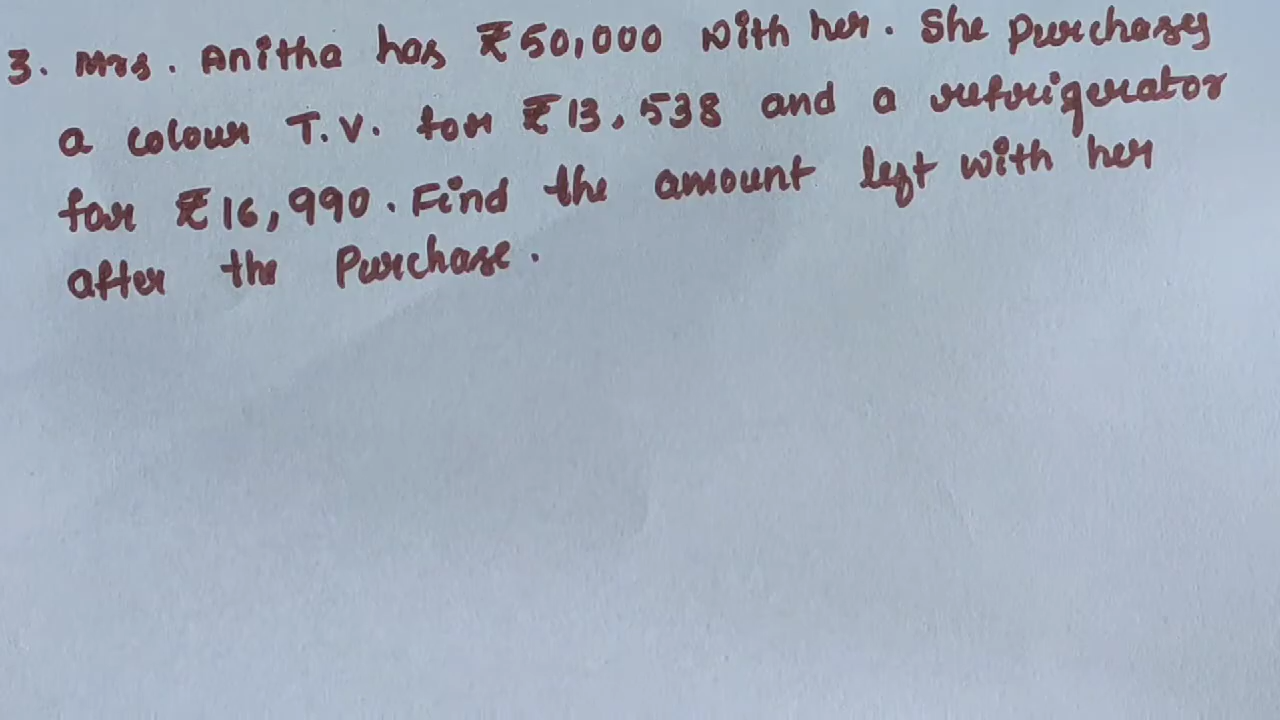 3. Mrs. Anitha has ₹50,000 with her. She Purchases
a colour T.V. for ₹13,538 and a refrigerator
for ₹16,990. Find the amount left with her
after the Purchase.